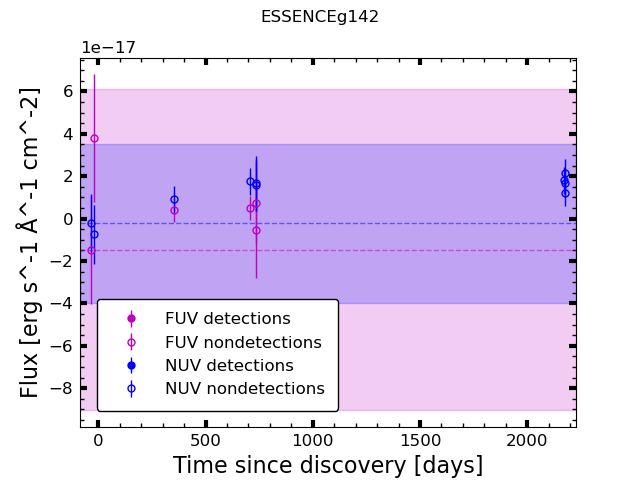 ESSENCEg142
1e−17
Flux [erg s^-1 Å^-1 cm^-2]
6
4
2
0
−2
−4
−6
−8
FUV detections
FUV nondetections
NUV detections
NUV nondetections
0 500 1000 1500 2000
Time since discovery [days]